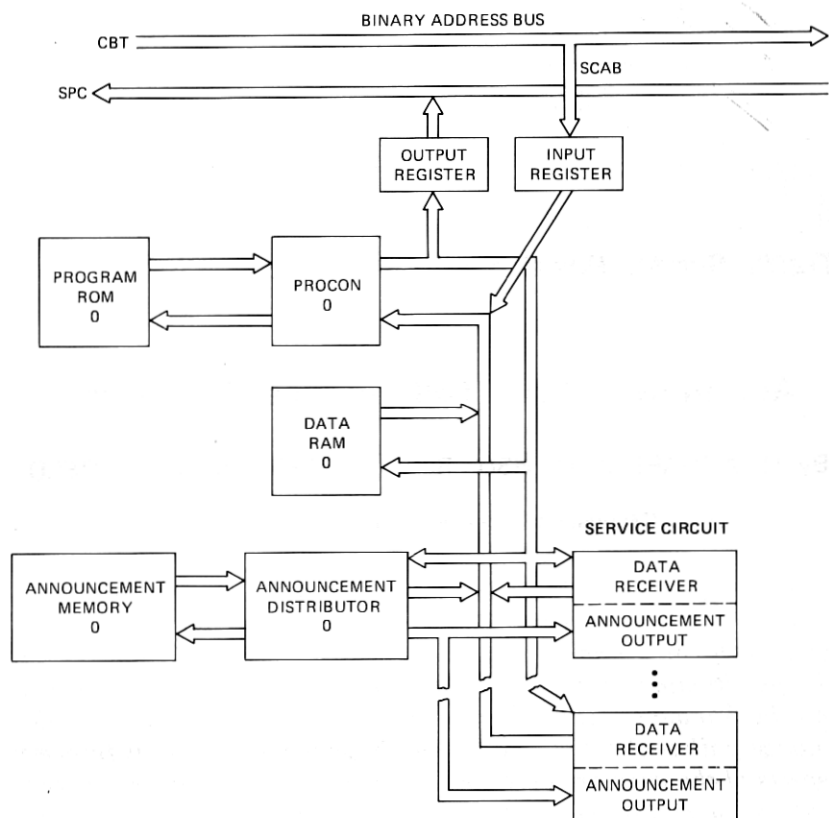 BINARY ADDRESS BUS
CBT
SCAB
SPC
OUTPUT
REGISTER
INPUT
REGISTER
PROGRAM
ROM
0
PROCON
0
DATA
RAM
0
SERVICE CIRCUIT
ANNOUNCEMENT
MEMORY
0
ANNOUNCEMENT
DISTRIBUTOR
0
DATA
RECEIVER
ANNOUNCEMENT
OUTPUT
DATA
RECEIVER
ANNOUNCEMENT
OUTPUT